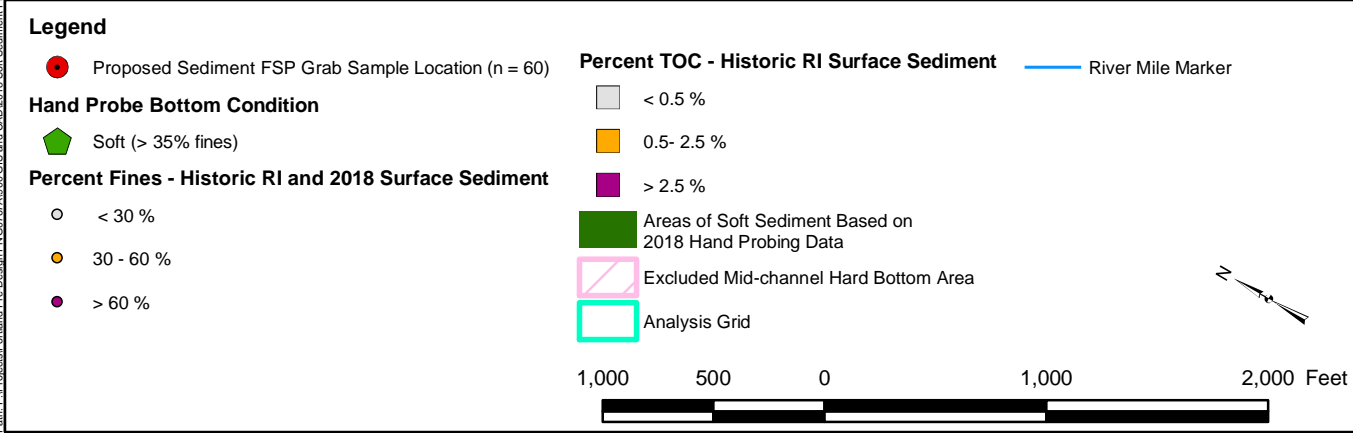 Legend
Proposed Sediment FSP Grab Sample Location (n = 60)
Hand Probe Bottom Condition
Soft (> 35% fines)
Percent Fines - Historic RI and 2018 Surface Sediment
< 30 %
30 - 60 %
> 60 %
Percent TOC - Historic RI Surface Sediment
< 0.5 %
0.5- 2.5 %
> 2.5 %
Areas of Soft Sediment Based on
2018 Hand Probing Data
Excluded Mid-channel Hard Bottom Area
Analysis Grid
River Mile Marker
N
1,000 500 0 1,000 2,000 Feet